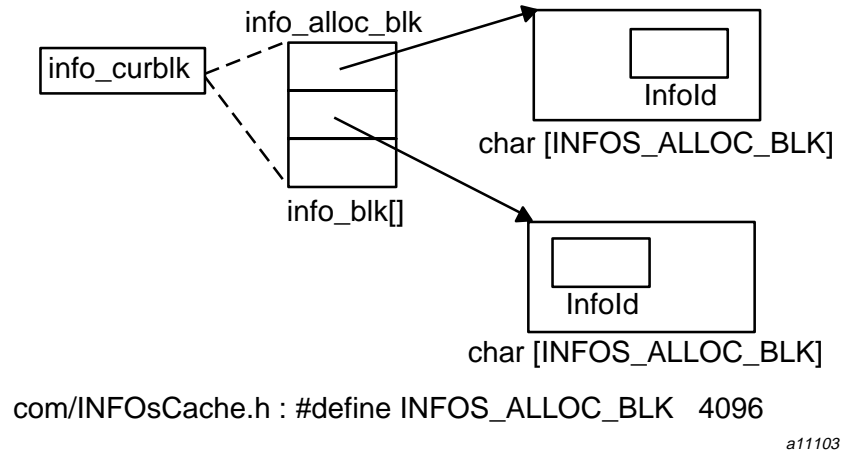 info_alloc_blk
info_curblk
InfoId
char [INFOS_ALLOC_BLK]
info_blk[]
InfoId
char [INFOS_ALLOC_BLK]
com/INFOsCache.h : #define INFOS_ALLOC_BLK 4096
a11103